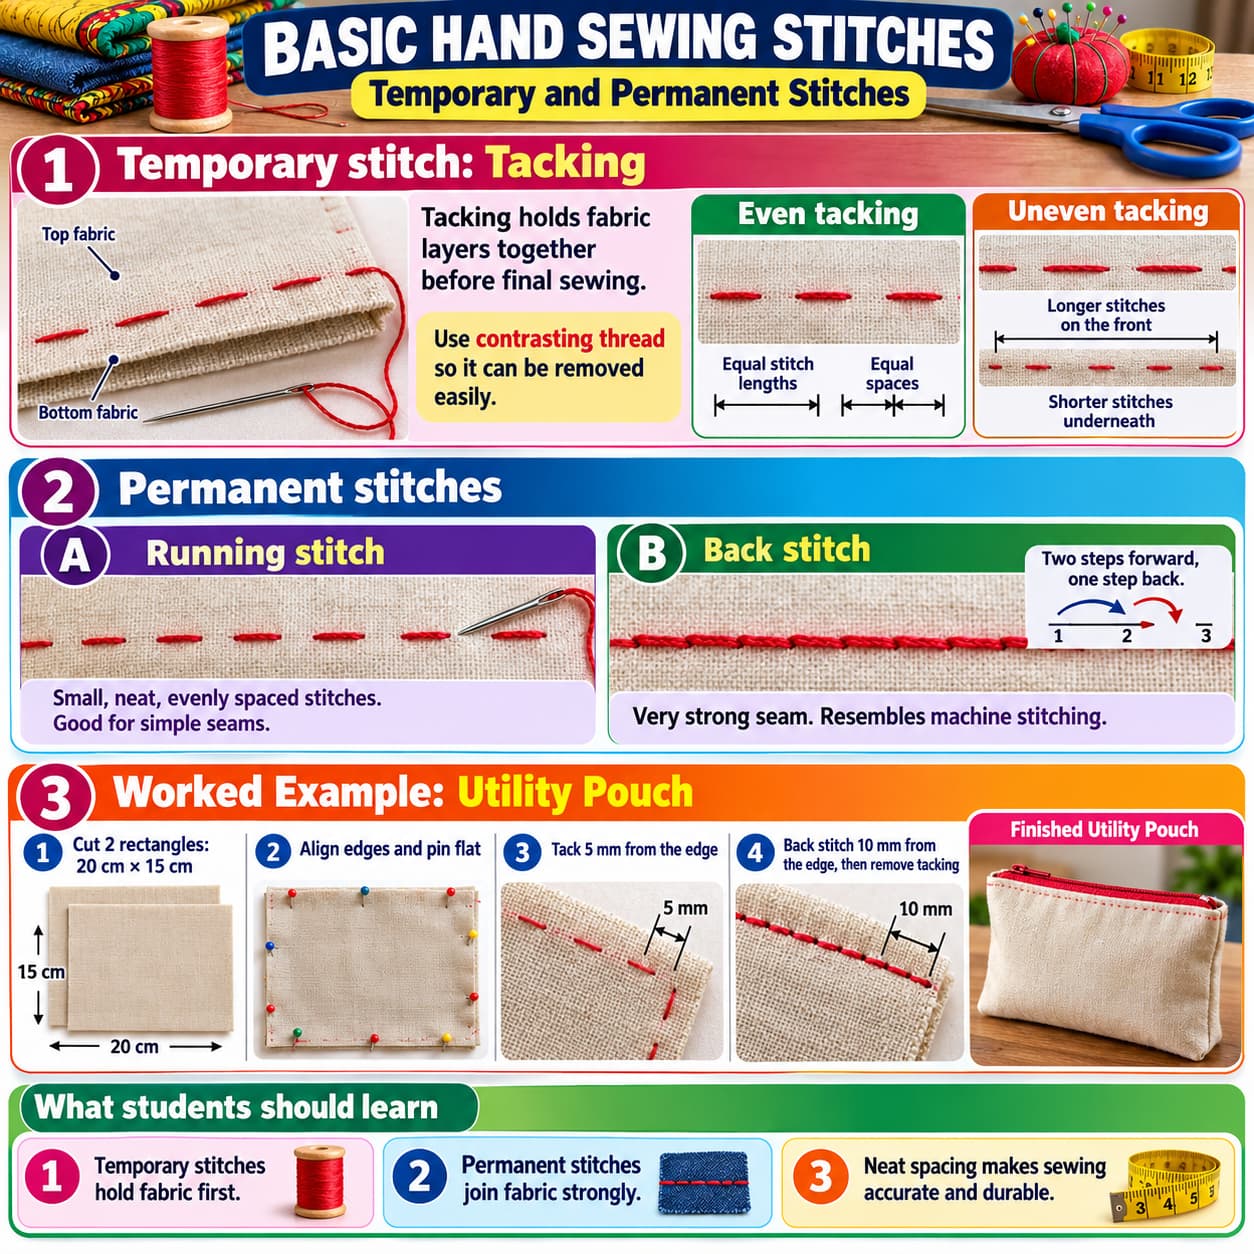 BASIC HAND SEWING STITCHES
Temporary and Permanent Stitches
11 12
1 Temporary stitch: Tacking
Top fabric
Bottom fabric
Tacking holds fabric
layers together
before final sewing.
Use contrasting thread
so it can be removed
easily.
Even tacking
Equal stitch
lengths
Equal
spaces
Uneven tacking
Longer stitches
on the front
Shorter stitches
underneath
2 Permanent stitches
A Running stitch
Small, neat, evenly spaced stitches.
Good for simple seams.
B Back stitch
Two steps forward,
one step back.
1 2 3
Very strong seam. Resembles machine stitching.
3 Worked Example: Utility Pouch
1 Cut 2 rectangles:
20 cm × 15 cm
15 cm
20 cm
2 Align edges and pin flat
3 Tack 5 mm from the edge
5 mm
4 Back stitch 10 mm from
the edge, then remove tacking
10 mm
Finished Utility Pouch
What students should learn
1 Temporary stitches
hold fabric first.
2 Permanent stitches
join fabric strongly.
3 Neat spacing makes sewing
accurate and durable.
3 4 5